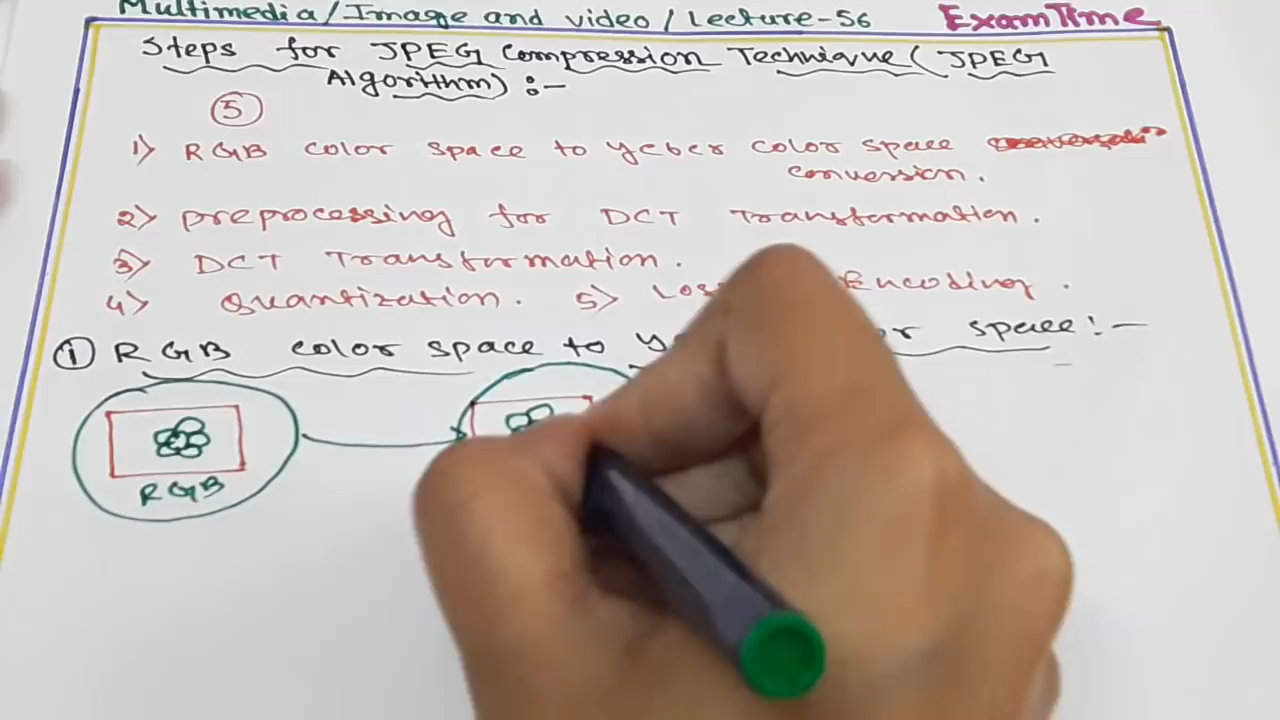 Multimedia/Image and video/Lecture-56 ExamTime
Steps for JPEG Compression Technique (JPEG
Algorithm) :-
5
1) RGB color space to ycbcr color space
conversion.
2) preprocessing for DCT Transformation.
3) DCT Transformation.
4) Quantization. 5) Encoding.
1 RGB color space to space:-
RGB